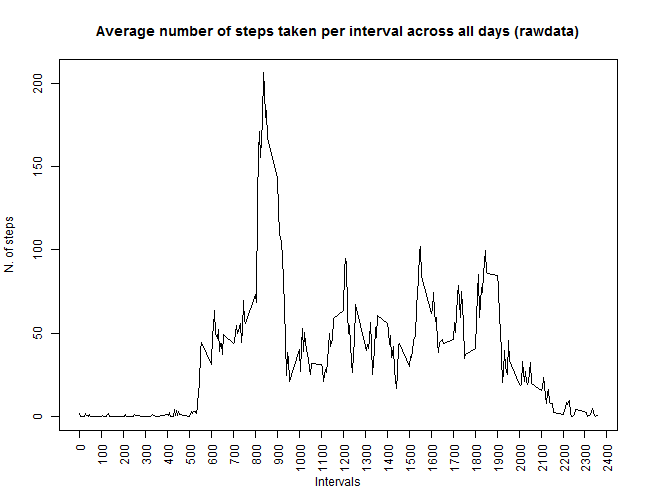 Average number of steps taken per interval across all days (rawdata)
N. of steps
200
150
100
50
0
0 100 200 300 400 500 600 700 800 900 1000 1100 1200 1300 1400 1500 1600 1700 1800 1900 2000 2100 2200 2300 2400
Intervals